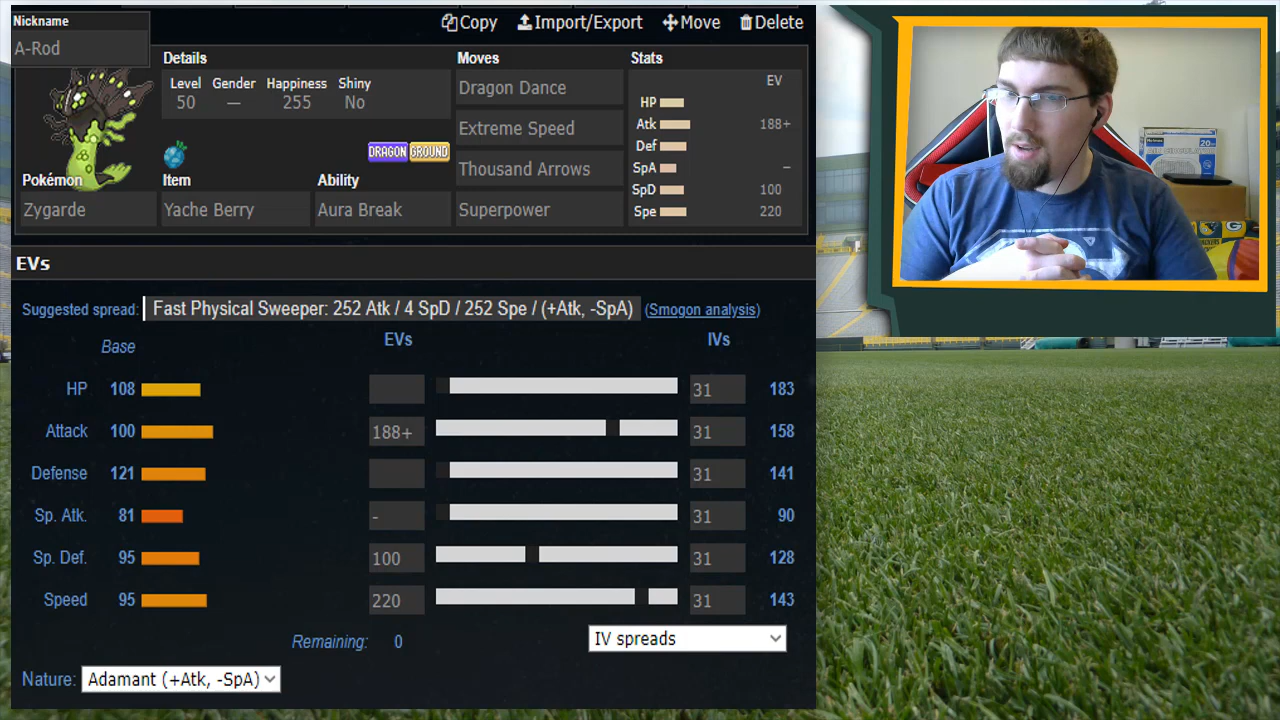 Copy Import/Export Move Delete
Nickname
A-Rod
Details
Level Gender Happiness Shiny
50 — 255 No
DRAGON GROUND
Pokémon Item Ability
Zygarde Yache Berry Aura Break
Moves
Dragon Dance
Extreme Speed
Thousand Arrows
Superpower
Stats
EV
HP
Atk 188+
Def
SpA –
SpD 100
Spe 220
EVs
Suggested spread: Fast Physical Sweeper: 252 Atk / 4 SpD / 252 Spe / (+Atk, -SpA) (Smogon analysis)
Base EVs IVs
HP 108 31 183
Attack 100 188+ 31 158
Defense 121 31 141
Sp. Atk. 81 - 31 90
Sp. Def. 95 100 31 128
Speed 95 220 31 143
Remaining: 0 IV spreads
Nature: Adamant (+Atk, -SpA)